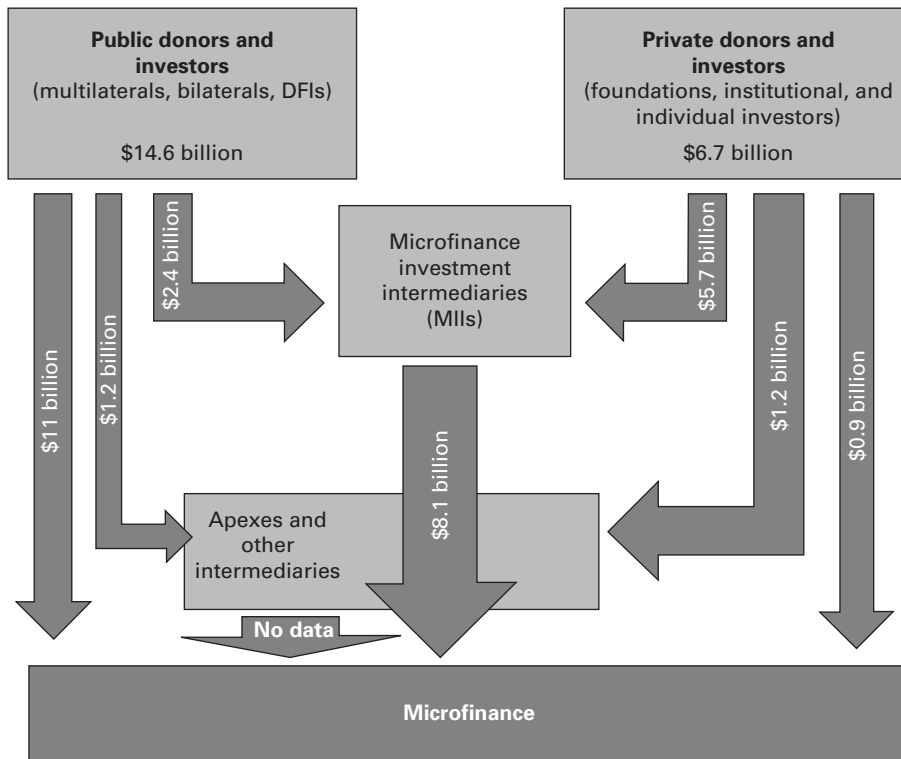 Public donors and
investors
(multilaterals, bilaterals, DFIs)
$14.6 billion
Private donors and
investors
(foundations, institutional, and
individual investors)
$6.7 billion
$11 billion
$1.2 billion
$2.4 billion
Microfinance
investment
intermediaries
(MIIs)
$5.7 billion
$1.2 billion
$0.9 billion
$8.1 billion
Apexes and
other
intermediaries
No data
Microfinance